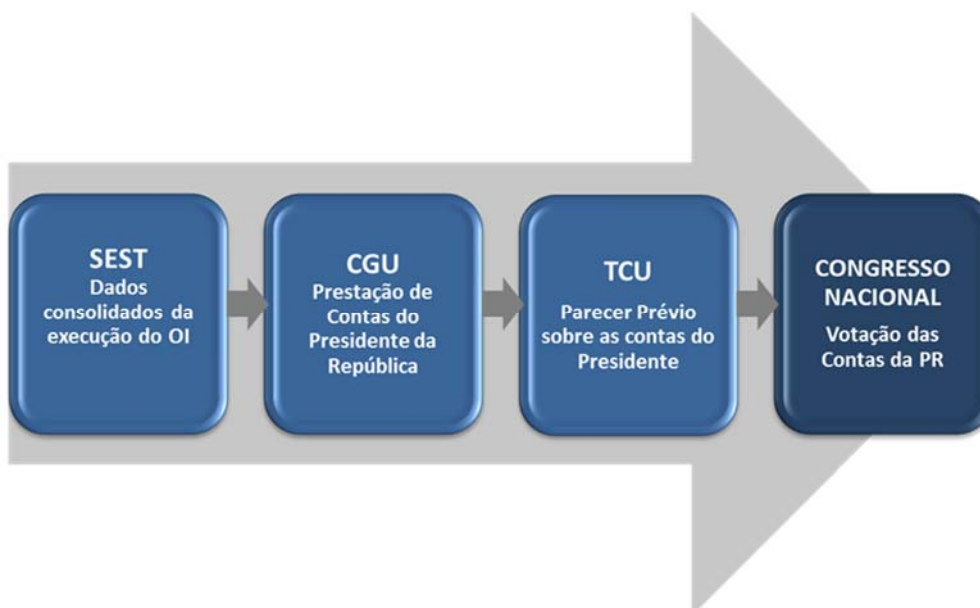 SEST
Dados
consolidados da
execução do OI
CGU
Prestação de
Contas do
Presidente da
República
TCU
Parecer Prévio
sobre as contas do
Presidente
CONGRESSO
NACIONAL
Votação das
Contas da PR